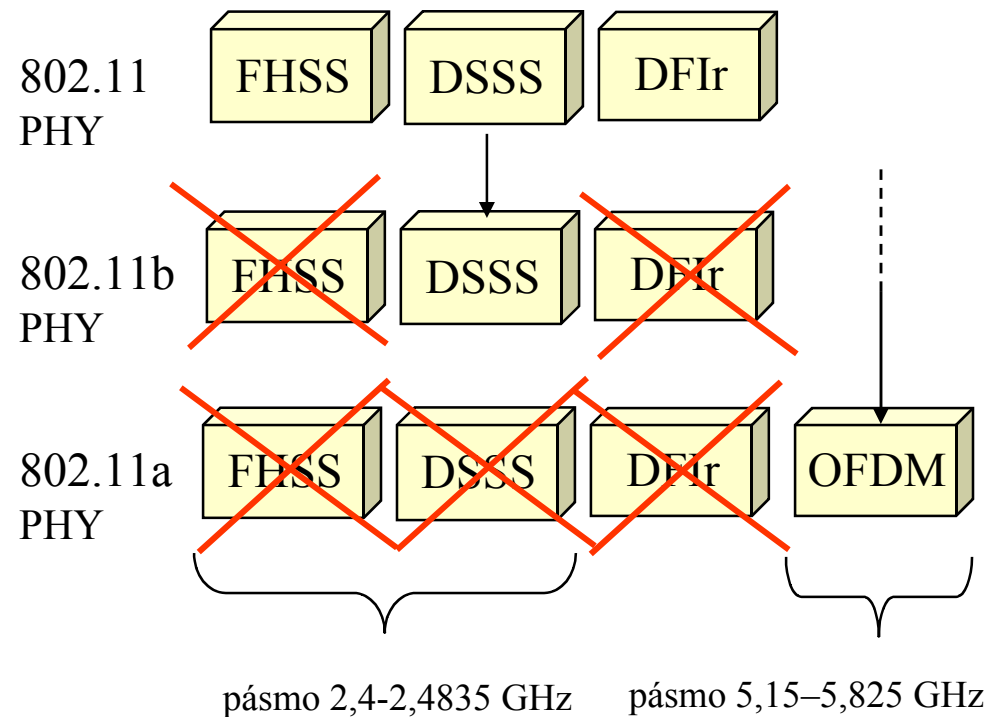 802.11
PHY
FHSS
DSSS
DFIr
802.11b
PHY
FHSS
DSSS
DFIr
802.11a
PHY
FHSS
DSSS
DFIr
OFDM
pásmo 2,4-2,4835 GHz
pásmo 5,15–5,825 GHz